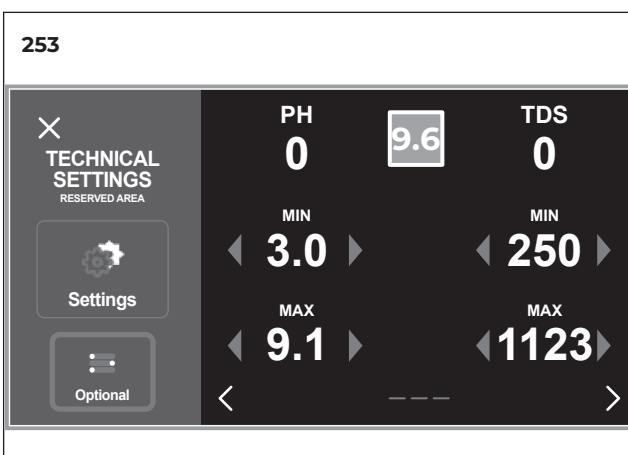 253
TECHNICAL
SETTINGS
RESERVED AREA
Settings
Optional
PH
0
9.6
TDS
0
MIN
3.0
MIN
250
MAX
9.1
MAX
1123